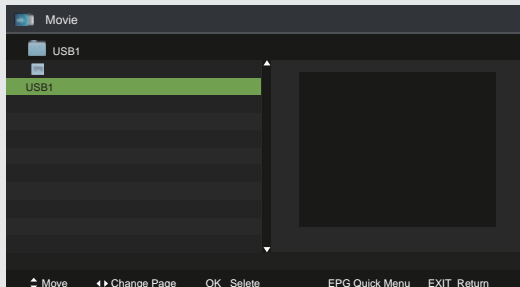 Movie
USB1
USB1
Move Change Page OK Selete EPG Quick Menu EXIT Return